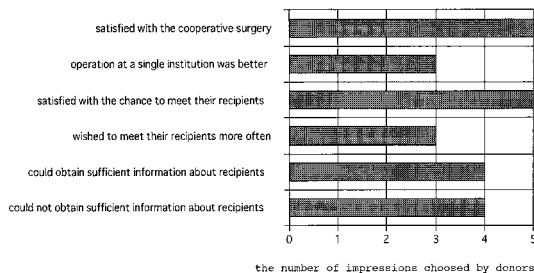 satisfied with the cooperative surgery
operation at a single institution was better
satisfied with the chance to meet their recipients
wished to meet their recipients more often
could obtain sufficient information about recipients
could not obtain sufficient information about recipients
0 1 2 3 4 5
the number of impressions choosed by donors